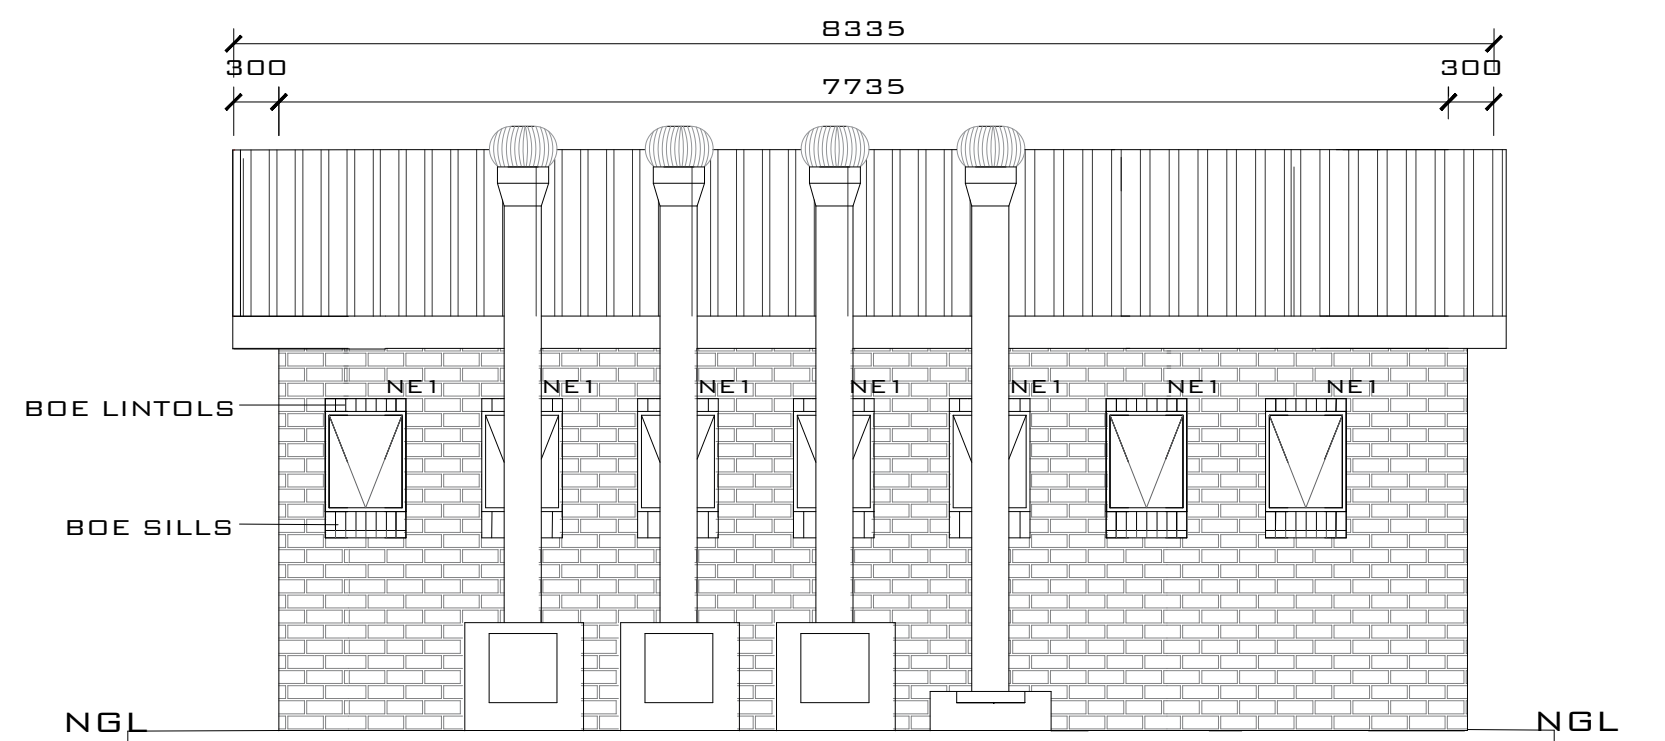 8335
300 300
7735
NE1 NE1 NE1 NE1 NE1 NE1 NE1
BOE LINTOLS
BOE SILLS
NGL NGL